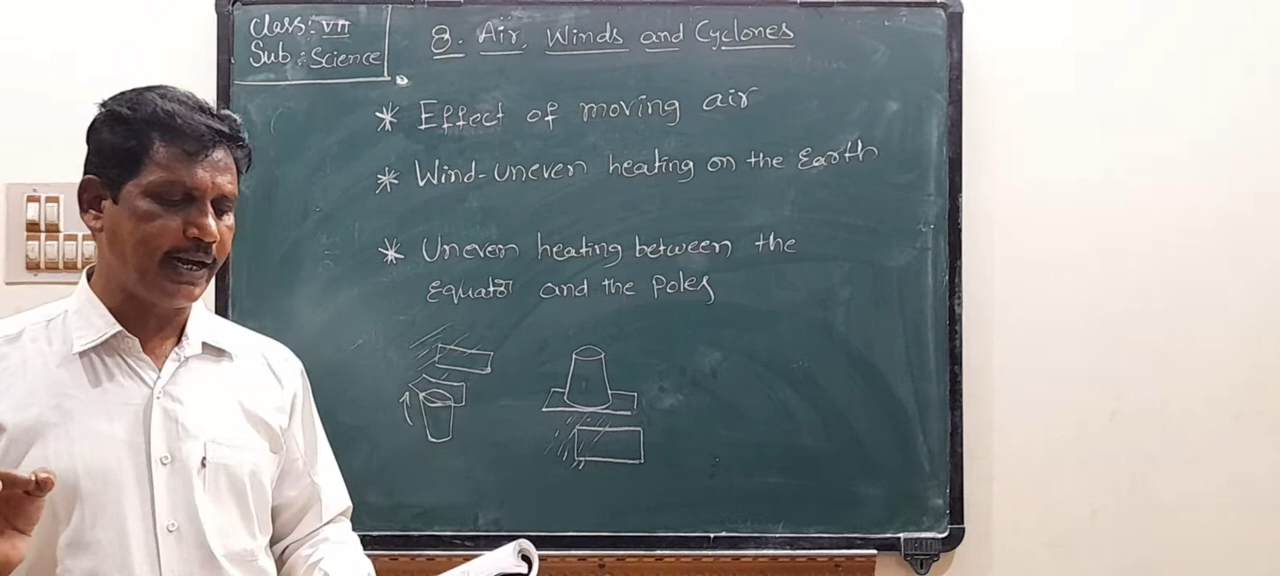 Class: VII
Sub: Science
8. Air, Winds and Cyclones
* Effect of moving air
* Wind-uneven heating on the Earth
* Uneven heating between the
Equator and the Poles